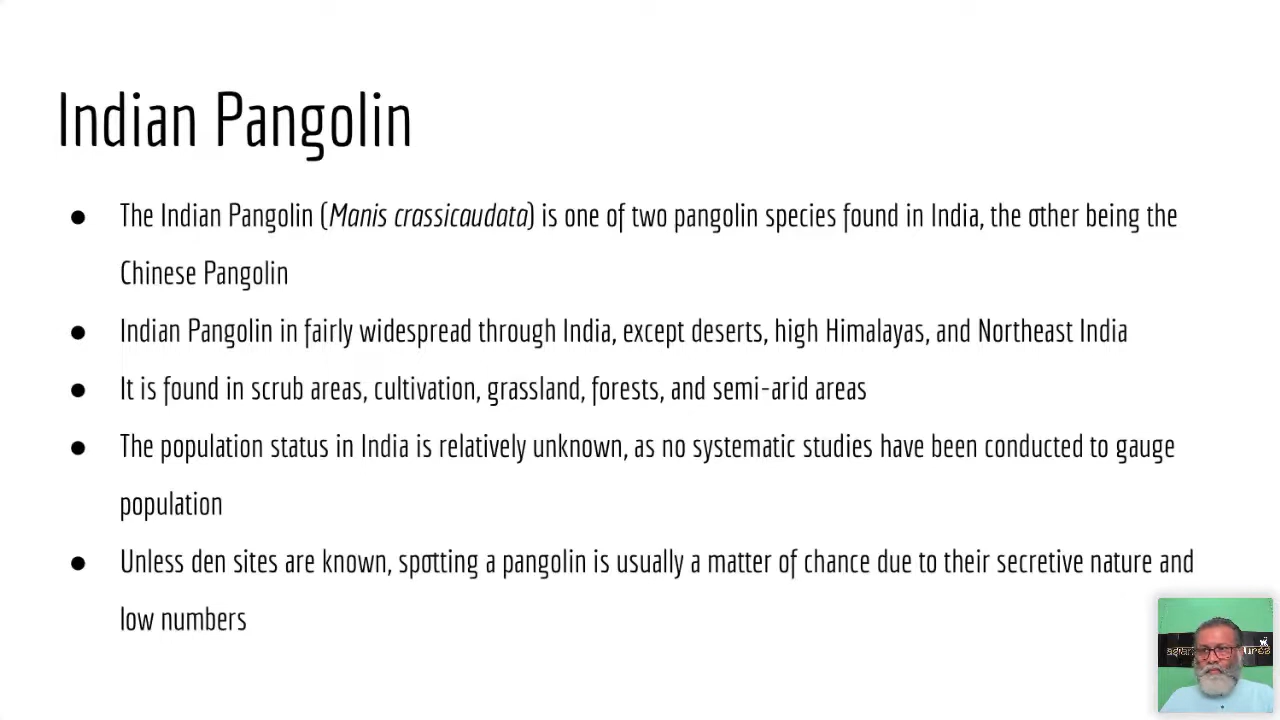 Indian Pangolin
● The Indian Pangolin (Manis crassicaudata) is one of two pangolin species found in India, the other being the
Chinese Pangolin
● Indian Pangolin in fairly widespread through India, except deserts, high Himalayas, and Northeast India
● It is found in scrub areas, cultivation, grassland, forests, and semi-arid areas
● The population status in India is relatively unknown, as no systematic studies have been conducted to gauge
population
● Unless den sites are known, spotting a pangolin is usually a matter of chance due to their secretive nature and
low numbers